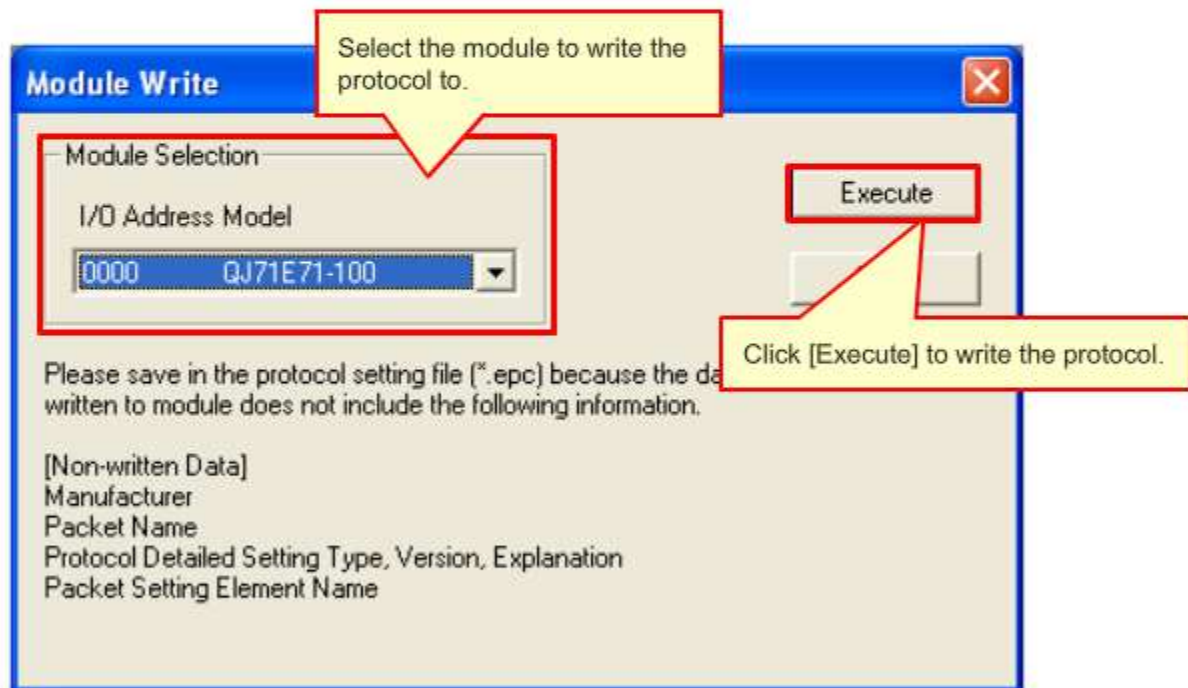 Select the module to write the
protocol to.
Module Write
Module Selection
I/O Address Model
0000 QJ71E71-100
Execute
Click [Execute] to write the protocol.
Please save in the protocol setting file (*.epc) because the da
written to module does not include the following information.
[Non-written Data]
Manufacturer
Packet Name
Protocol Detailed Setting Type, Version, Explanation
Packet Setting Element Name